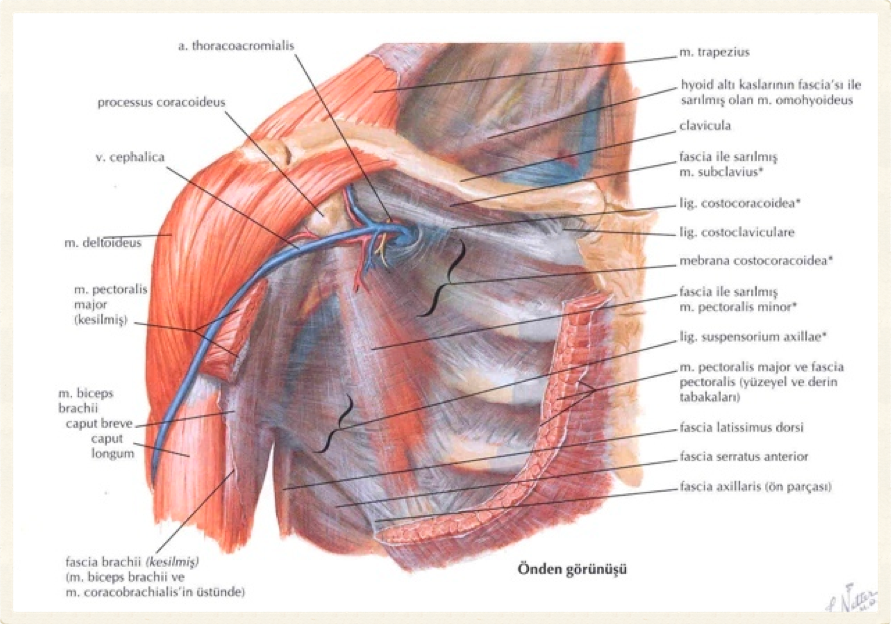 a. thoracoacromialis
processus coracoideus
v. cephalica
m. deltoideus
m. pectoralis
major
(kesilmiş)
m. biceps
brachii
caput breve
caput
longum
fascia brachii (kesilmiş)
(m. biceps brachii ve
m. coracobrachialis'in üstünde)
m. trapezius
hyoid altı kaslarının fascia'sı ile
sarılmış olan m. omohyoideus
clavicula
fascia ile sarılmış
m. subclavius*
lig. costocoracoidea*
lig. costoclaviculare
mebrana costocoracoidea*
fascia ile sarılmış
m. pectoralis minor*
lig. suspensorium axillae*
m. pectoralis major ve fascia
pectoralis (yüzeyel ve derin
tabakaları)
fascia latissimus dorsi
fascia serratus anterior
fascia axillaris (ön parçası)
Önden görünüşü
F. Netter
M.D.